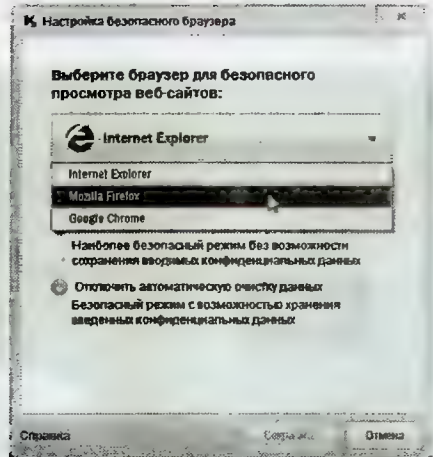 Настройка безопасного браузера
Выберите браузер для безопасного
просмотра веб-сайтов:
Internet Explorer
Internet Explorer
Mozilla Firefox
Google Chrome
Наиболее безопасный режим без возможности
сохранения вводимых конфиденциальных данных
Отключить автоматическую очистку данных
Безопасный режим с возможностью хранения
введенных конфиденциальных данных
Справка
Отмена